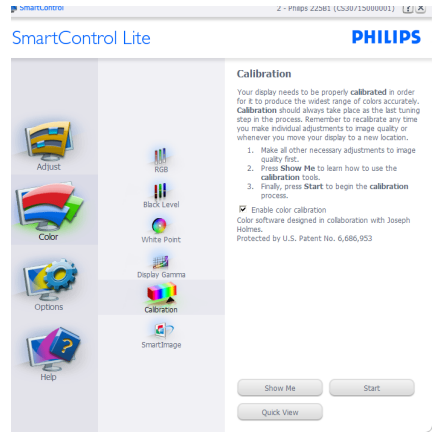 SmartControl
2 - Philips 225B1 (CS30715000001)
?
X
SmartControl Lite
PHILIPS
Adjust
Color
Options
Help
RGB
Black Level
White Point
Display Gamma
Calibration
SmartImage
Calibration
Your display needs to be properly calibrated in order
for it to produce the widest range of colors accurately.
Calibration should always take place as the last tuning
step in the process. Remember to recalibrate any time
you make individual adjustments to image quality or
whenever you move your display to a new location.
1. Make all other necessary adjustments to image
quality first.
2. Press Show Me to learn how to use the
calibration tools.
3. Finally, press Start to begin the calibration
process.
Enable color calibration
Color software designed in collaboration with Joseph
Holmes.
Protected by U.S. Patent No. 6,686,953
Show Me
Start
Quick View